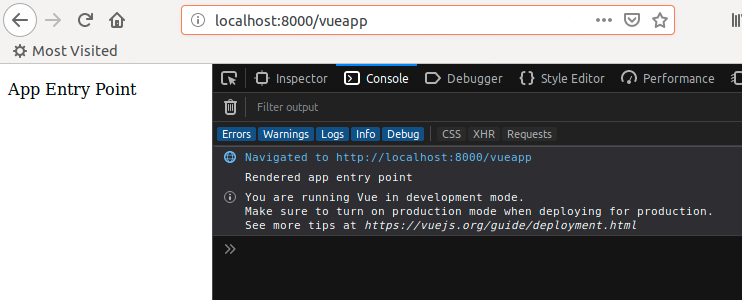 localhost:8000/vueapp
Most Visited
App Entry Point
Inspector Console Debugger Style Editor Performance
Filter output
Errors Warnings Logs Info Debug CSS XHR Requests
Navigated to http://localhost:8000/vueapp
Rendered app entry point
You are running Vue in development mode.
Make sure to turn on production mode when deploying for production.
See more tips at https://vuejs.org/guide/deployment.html